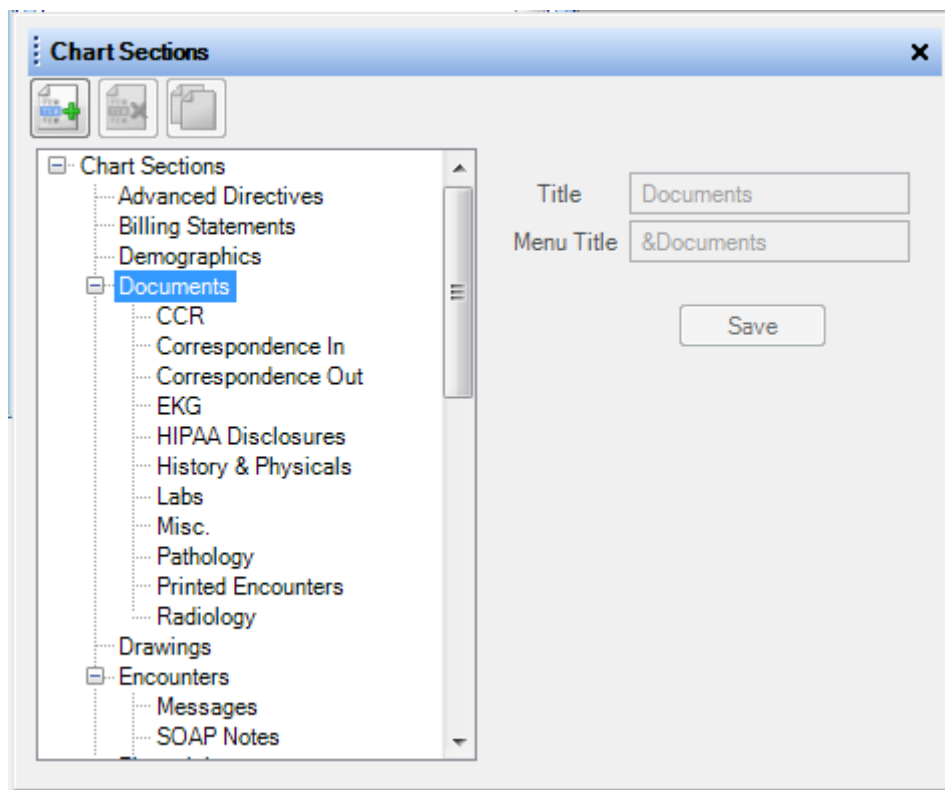 Chart Sections
Chart Sections
Advanced Directives
Billing Statements
Demographics
Documents
CCR
Correspondence In
Correspondence Out
EKG
HIPAA Disclosures
History & Physicals
Labs
Misc.
Pathology
Printed Encounters
Radiology
Drawings
Encounters
Messages
SOAP Notes
Title Documents
Menu Title &Documents
Save